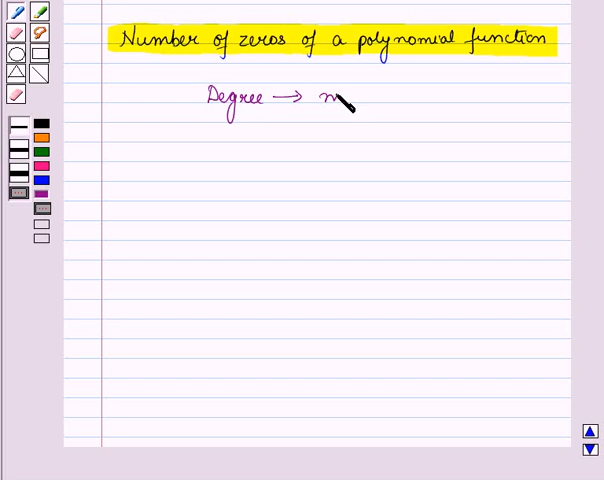 Number of zeros of a polynomial function
Degree → n